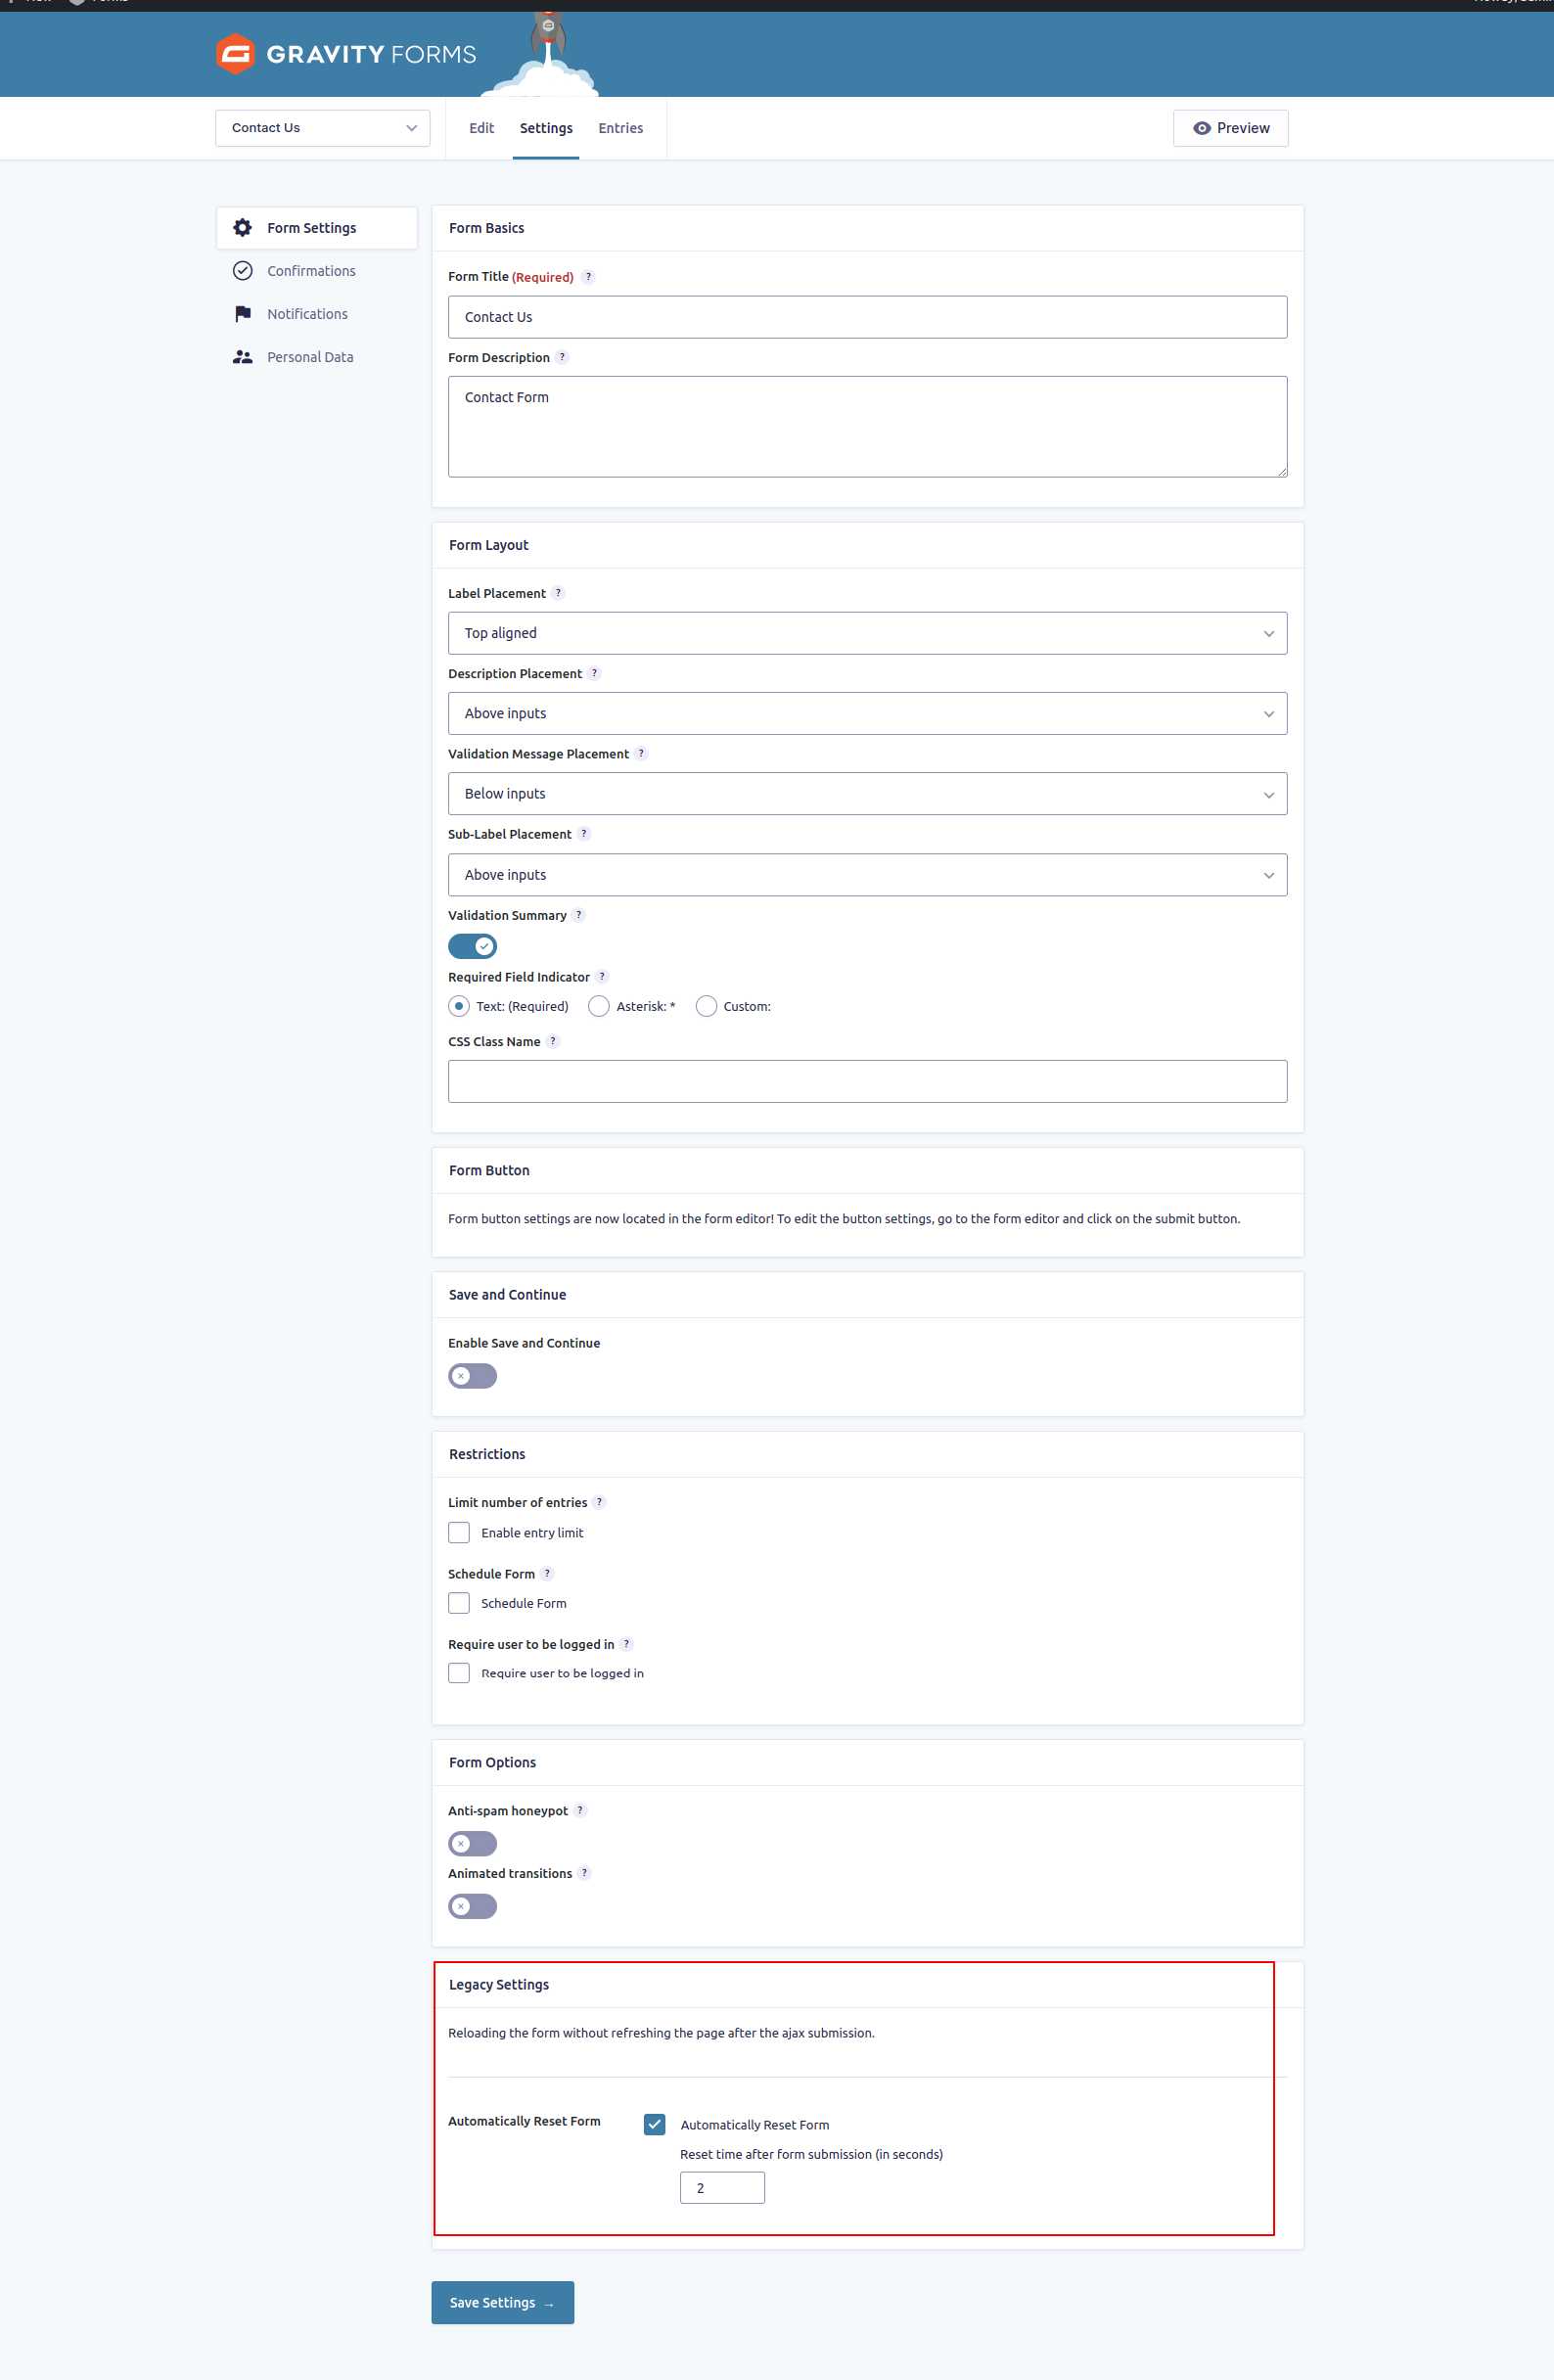 GRAVITY FORMS
Contact Us
Edit Settings Entries
Preview
Form Settings
Confirmations
Notifications
Personal Data
Form Basics
Form Title (Required) ?
Contact Us
Form Description ?
Contact Form
Form Layout
Label Placement ?
Top aligned
Description Placement ?
Above inputs
Validation Message Placement ?
Below inputs
Sub-Label Placement ?
Above inputs
Validation Summary ?
Required Field Indicator ?
Text: (Required) Asterisk: * Custom:
CSS Class Name ?
Form Button
Form button settings are now located in the form editor! To edit the button settings, go to the form editor and click on the submit button.
Save and Continue
Enable Save and Continue
Restrictions
Limit number of entries ?
Enable entry limit
Schedule Form ?
Schedule Form
Require user to be logged in ?
Require user to be logged in
Form Options
Anti-spam honeypot ?
Animated transitions ?
Legacy Settings
Reloading the form without refreshing the page after the ajax submission.
Automatically Reset Form
Automatically Reset Form
Reset time after form submission (in seconds)
2
Save Settings →